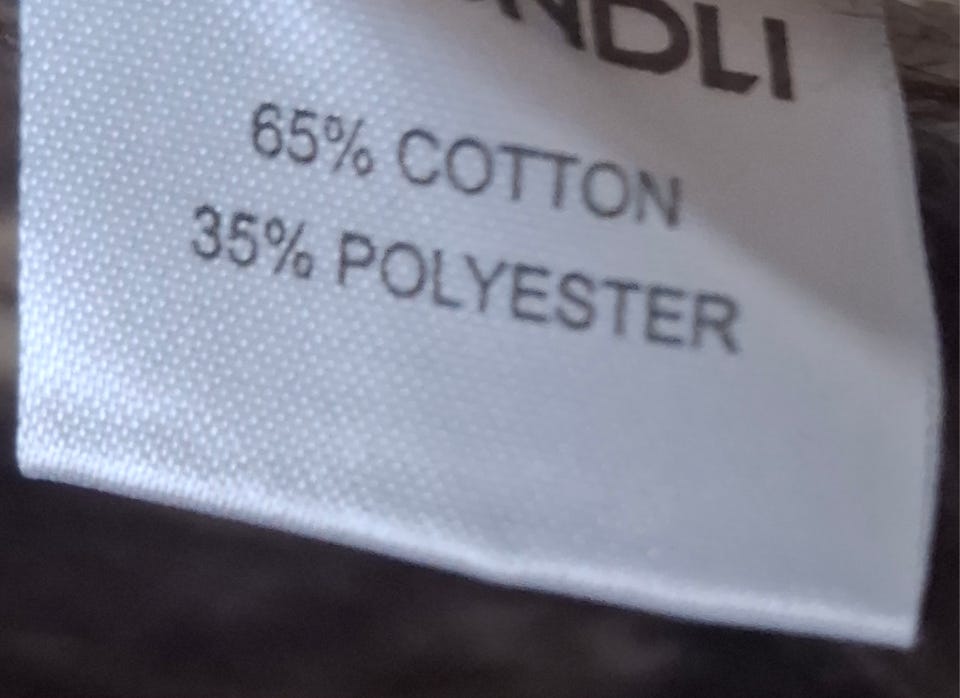 65% COTTON
35% POLYESTER